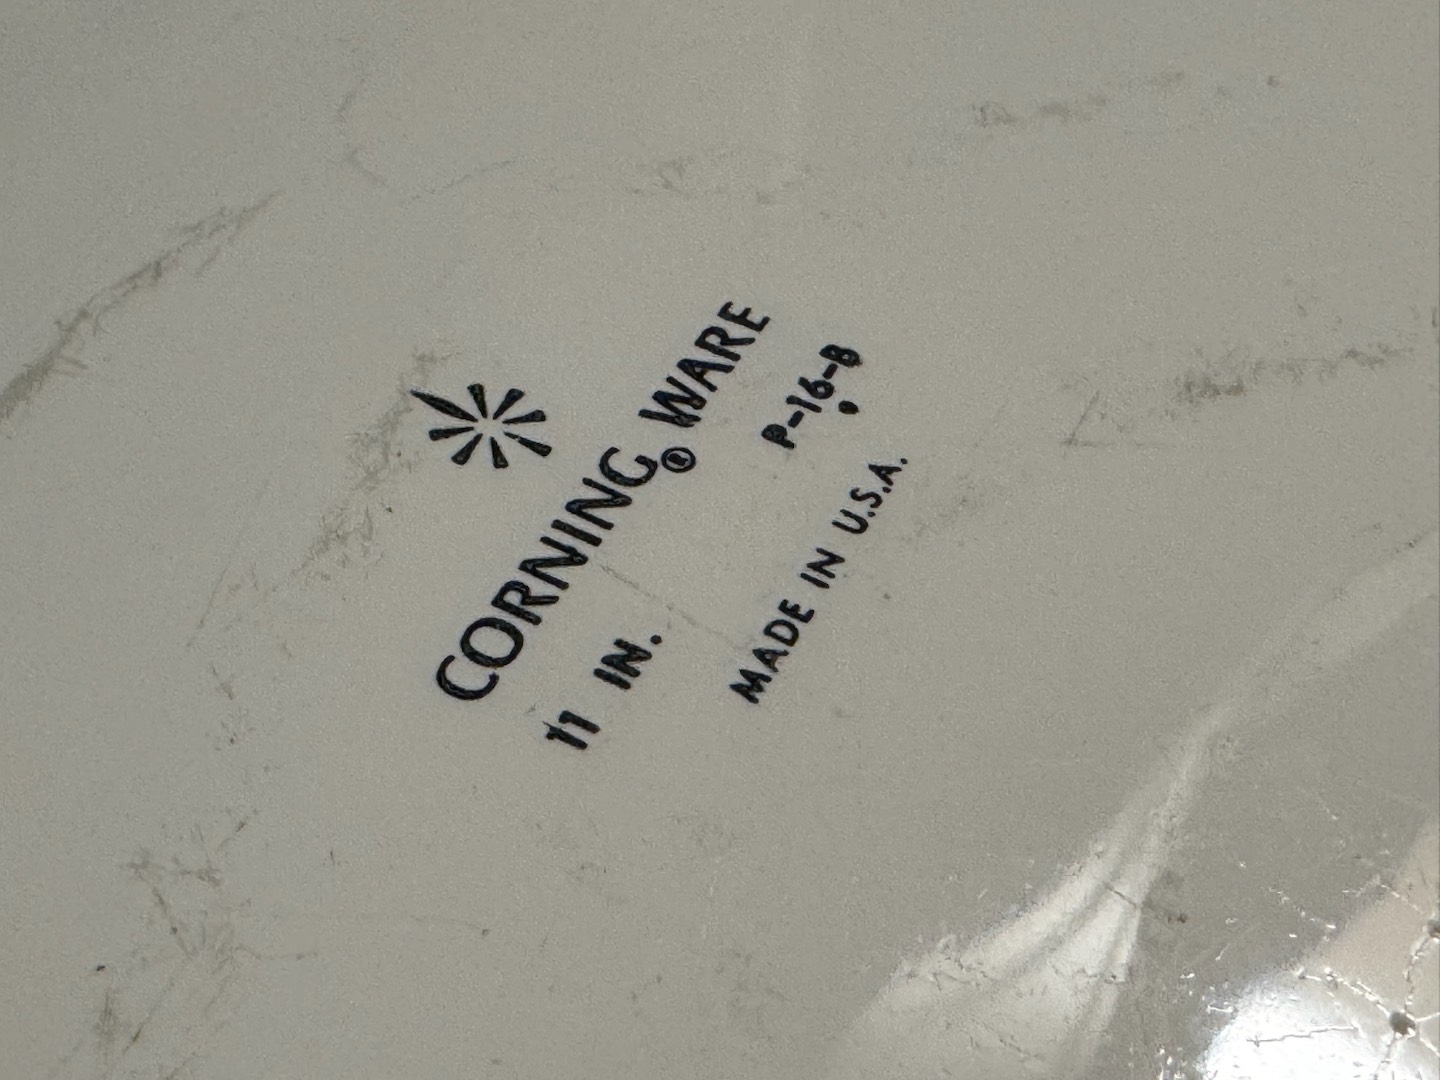 CORNING® WARE
11 IN. P-16-B
MADE IN U.S.A.